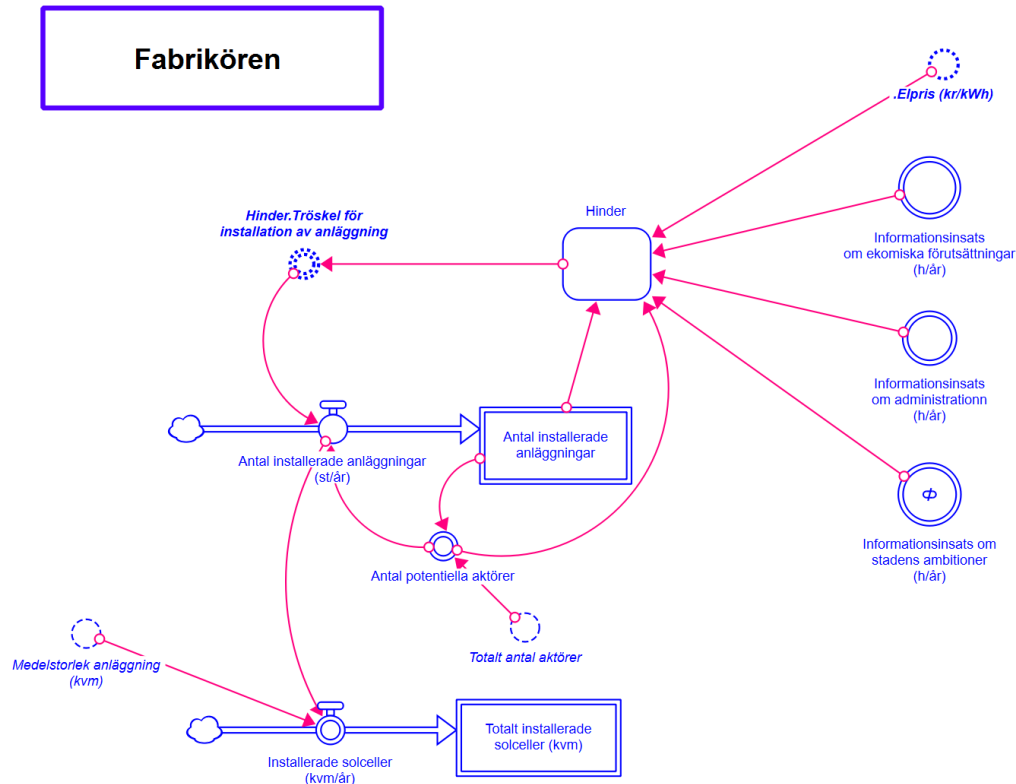 Fabrikören
.Elpris (kr/kWh)
Hinder.Tröskel för
installation av anläggning
Hinder
Informationsinsats
om ekomiska förutsättningar
(h/år)
Informationsinsats
om administrationn
(h/år)
Antal installerade anläggningar
(st/år)
Antal installerade
anläggningar
Informationsinsats om
stadens ambitioner
(h/år)
Antal potentiella aktörer
Totalt antal aktörer
Medelstorlek anläggning
(kvm)
Totalt installerade
solceller (kvm)
Installerade solceller
(kvm/år)